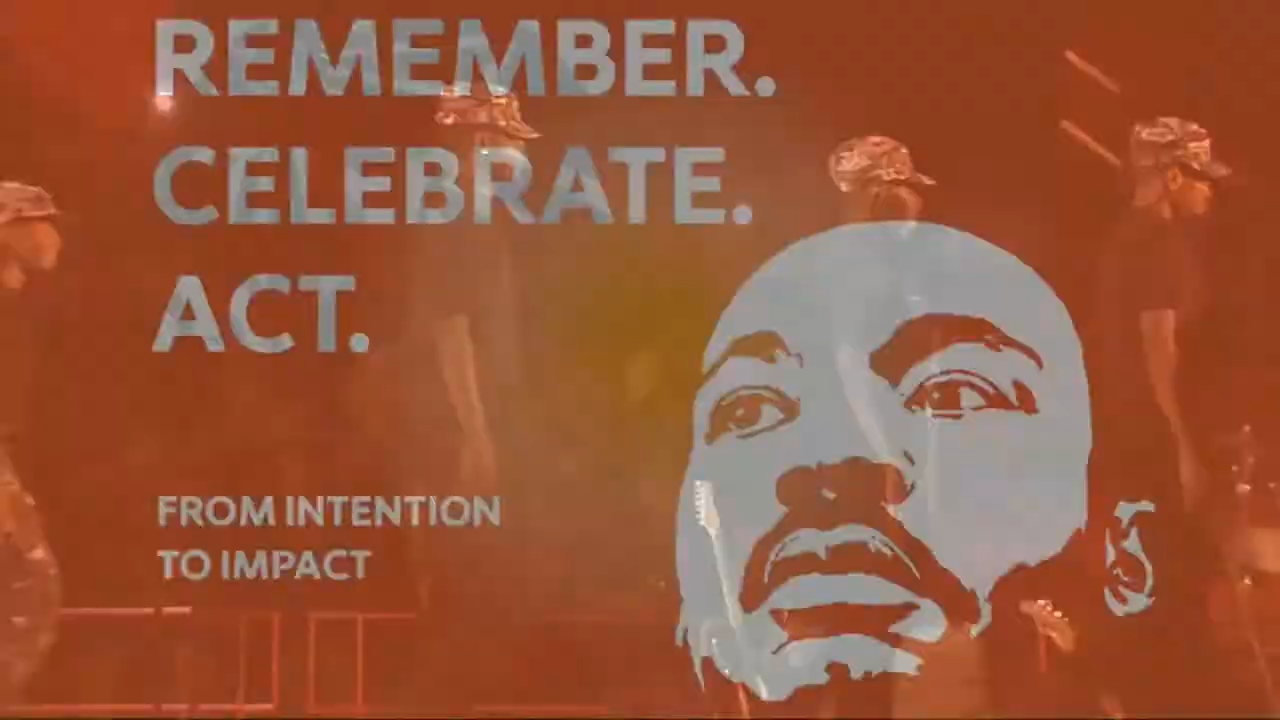 REMEMBER.
CELEBRATE.
ACT.
FROM INTENTION
TO IMPACT